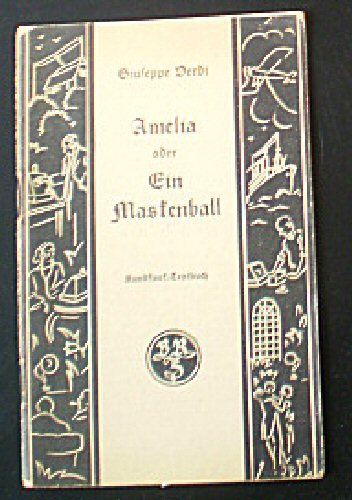 Giuseppe Verdi
Amelia
oder
Ein
Maskenball
Rundfunk-Textbuch